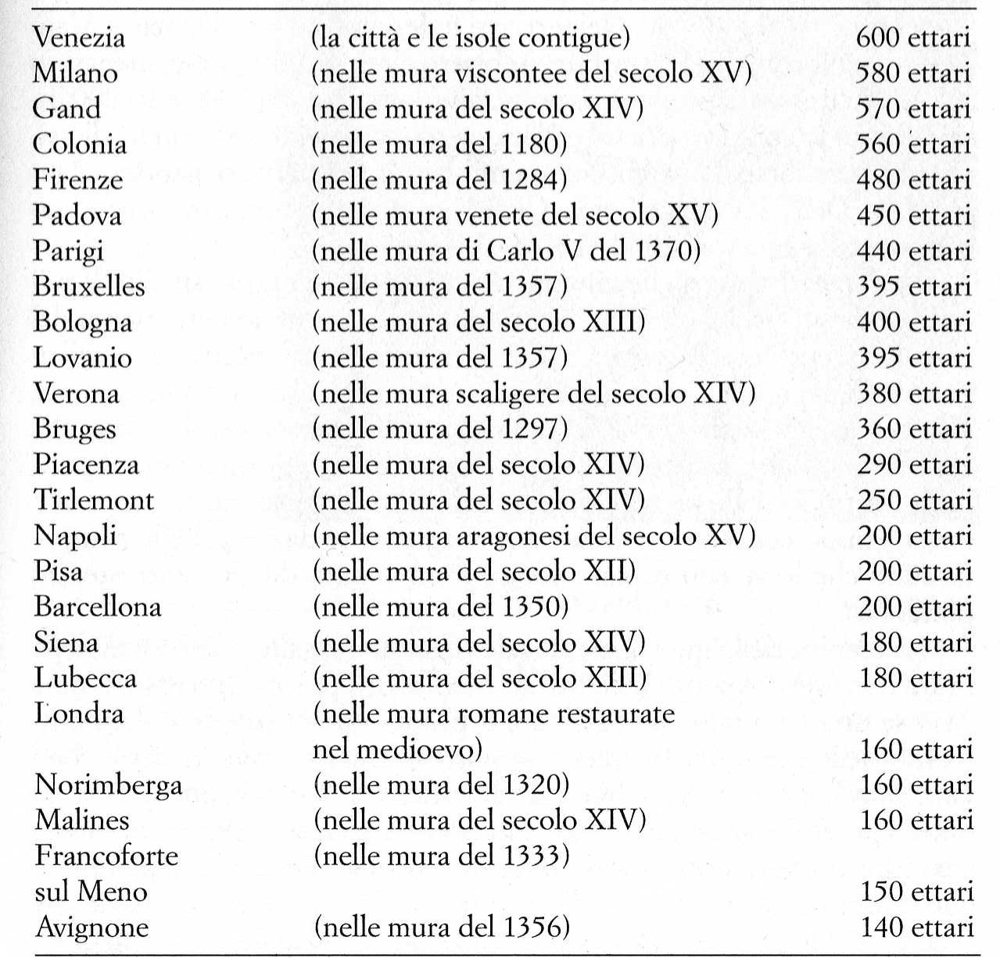 Venezia (la città e le isole contigue) 600 ettari
Milano (nelle mura viscontee del secolo XV) 580 ettari
Gand (nelle mura del secolo XIV) 570 ettari
Colonia (nelle mura del 1180) 560 ettari
Firenze (nelle mura del 1284) 480 ettari
Padova (nelle mura venete del secolo XV) 450 ettari
Parigi (nelle mura di Carlo V del 1370) 440 ettari
Bruxelles (nelle mura del 1357) 395 ettari
Bologna (nelle mura del secolo XIII) 400 ettari
Lovanio (nelle mura del 1357) 395 ettari
Verona (nelle mura scaligere del secolo XIV) 380 ettari
Bruges (nelle mura del 1297) 360 ettari
Piacenza (nelle mura del secolo XIV) 290 ettari
Tirlemont (nelle mura del secolo XIV) 250 ettari
Napoli (nelle mura aragonesi del secolo XV) 200 ettari
Pisa (nelle mura del secolo XII) 200 ettari
Barcellona (nelle mura del 1350) 200 ettari
Siena (nelle mura del secolo XIV) 180 ettari
Lubecca (nelle mura del secolo XIII) 180 ettari
Londra (nelle mura romane restaurate
nel medioevo) 160 ettari
Norimberga (nelle mura del 1320) 160 ettari
Malines (nelle mura del secolo XIV) 160 ettari
Francoforte (nelle mura del 1333)
sul Meno 150 ettari
Avignone (nelle mura del 1356) 140 ettari